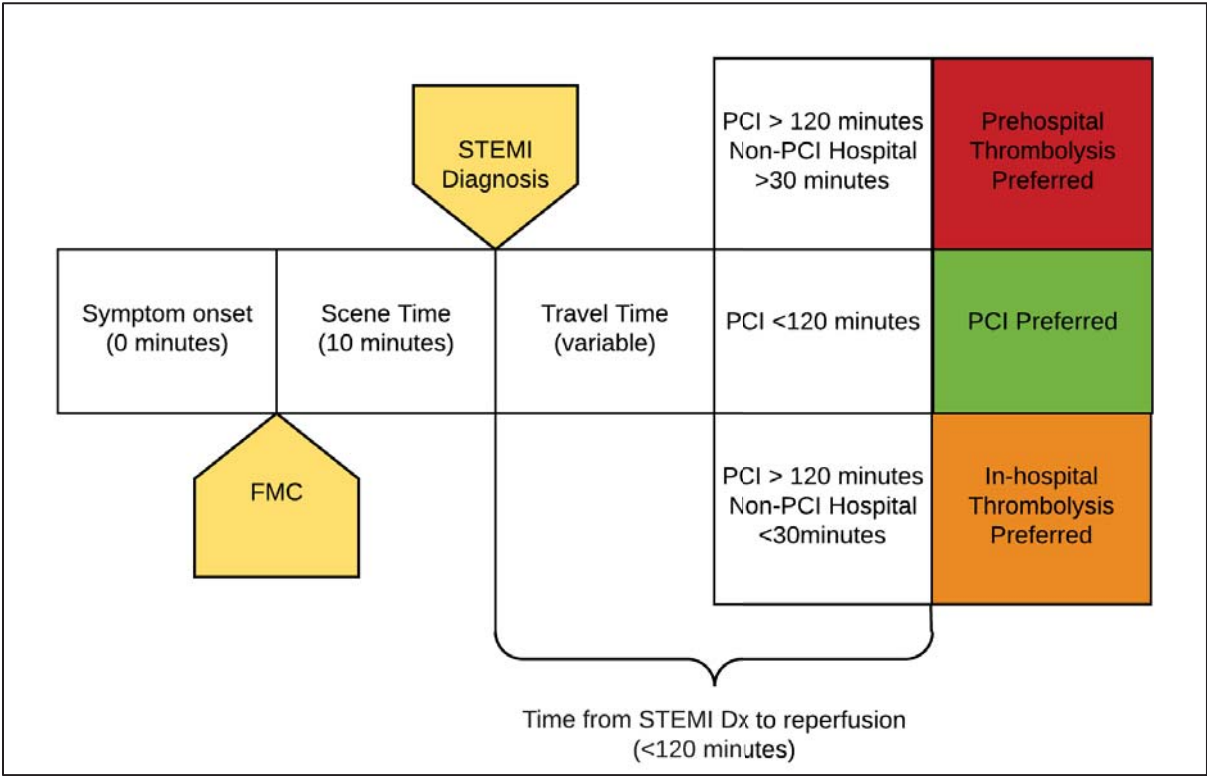 STEMI
Diagnosis
PCI > 120 minutes
Non-PCI Hospital
>30 minutes
Prehospital
Thrombolysis
Preferred
Symptom onset
(0 minutes)
Scene Time
(10 minutes)
Travel Time
(variable)
PCI <120 minutes
PCI Preferred
FMC
PCI > 120 minutes
Non-PCI Hospital
<30minutes
In-hospital
Thrombolysis
Preferred
Time from STEMI Dx to reperfusion
(<120 minutes)